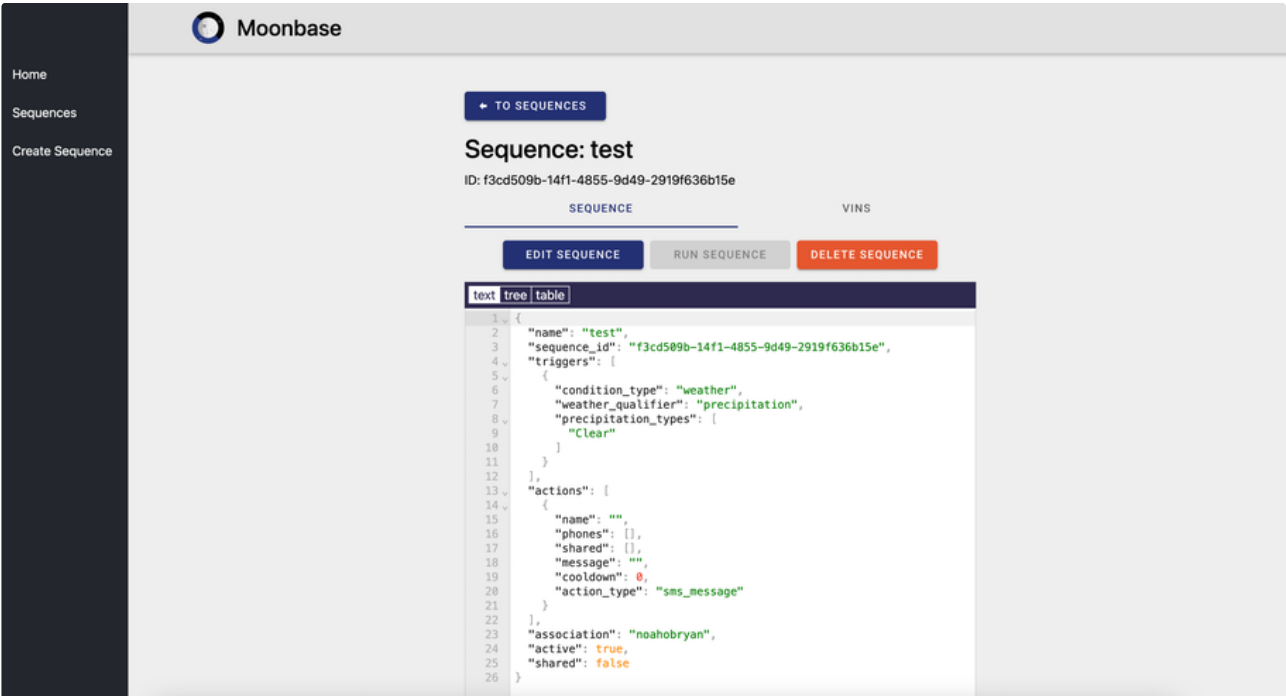 Moonbase
Home
Sequences
Create Sequence
TO SEQUENCES
Sequence: test
ID: f3cd509b-14f1-4855-9d49-2919f636b15e
SEQUENCE VINS
EDIT SEQUENCE RUN SEQUENCE DELETE SEQUENCE
text tree table
1 {
2 "name": "test",
3 "sequence_id": "f3cd509b-14f1-4855-9d49-2919f636b15e",
4 "triggers": [
5 {
6 "condition_type": "weather",
7 "weather_qualifier": "precipitation",
8 "precipitation_types": [
9 "Clear"
10 ]
11 }
12 ],
13 "actions": [
14 {
15 "name": "",
16 "phones": [],
17 "shared": [],
18 "message": "",
19 "cooldown": 0,
20 "action_type": "sms_message"
21 }
22 ],
23 "association": "noahobryan",
24 "active": true,
25 "shared": false
26 }